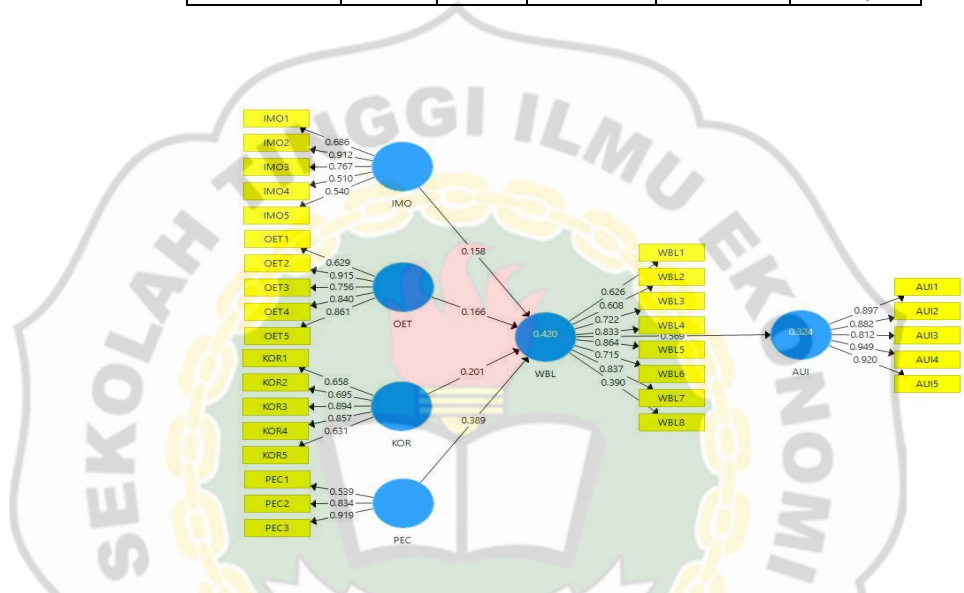 SEKOLAH TINGGI ILMU EKONOMI
IMO1
IMO2
IMO3
IMO4
IMO5
0.686
0.912
0.767
0.510
0.540
IMO
0.158
OET1
OET2
OET3
OET4
OET5
0.629
0.915
0.756
0.840
0.861
OET
0.166
KOR1
KOR2
KOR3
KOR4
KOR5
0.658
0.695
0.894
0.857
0.631
KOR
0.201
PEC1
PEC2
PEC3
0.539
0.834
0.919
PEC
0.389
0.420
WBL
0.626
0.608
0.722
0.833
0.864
0.715
0.837
0.390
WBL1
WBL2
WBL3
WBL4
WBL5
WBL6
WBL7
WBL8
0.569
0.324
AUI
0.897
0.882
0.812
0.949
0.920
AUI1
AUI2
AUI3
AUI4
AUI5